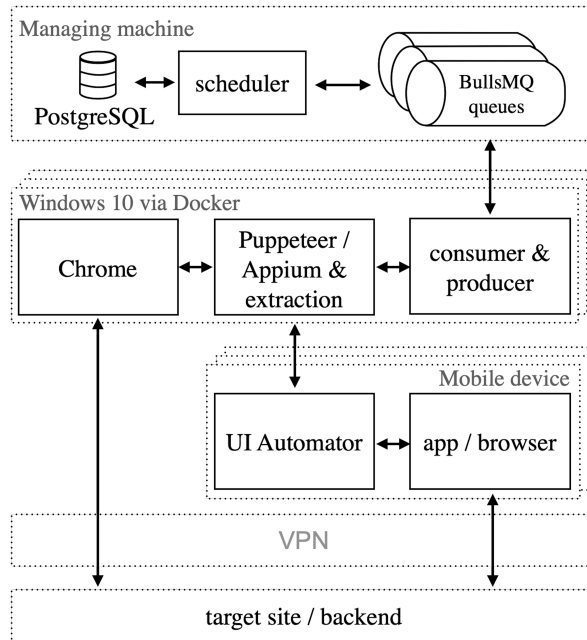 Managing machine
PostgreSQL
scheduler
BullsMQ
queues
Windows 10 via Docker
Chrome
Puppeteer /
Appium &
extraction
consumer &
producer
Mobile device
UI Automator
app / browser
VPN
target site / backend